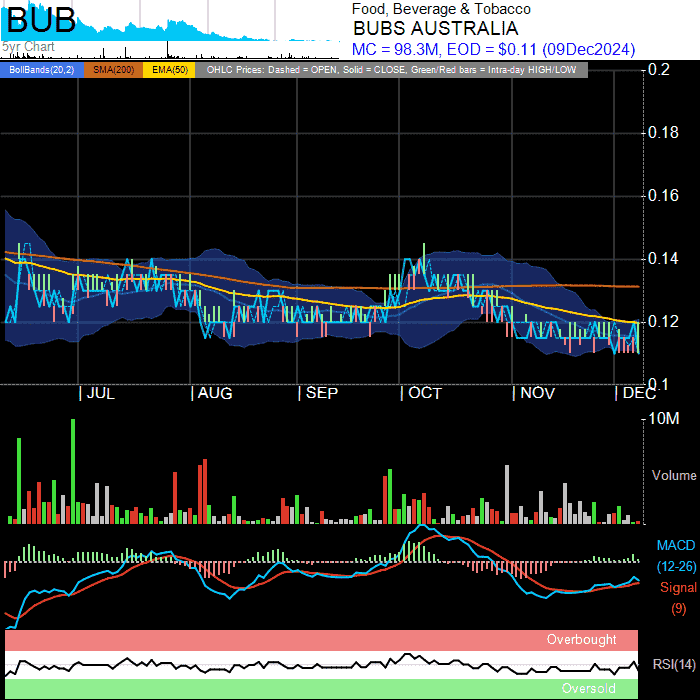 BUB
5yr Chart
Food, Beverage & Tobacco
BUBS AUSTRALIA
MC = 98.3M, EOD = $0.11 (09Dec2024)
BollBands(20,2) SMA(200) EMA(50) OHLC Prices: Dashed = OPEN, Solid = CLOSE, Green/Red bars = Intra-day HIGH/LOW
0.2
0.18
0.16
0.14
0.12
0.1
JUL AUG SEP OCT NOV DEC
10M
Volume
MACD
(12-26)
Signal
(9)
Overbought
RSI(14)
Oversold